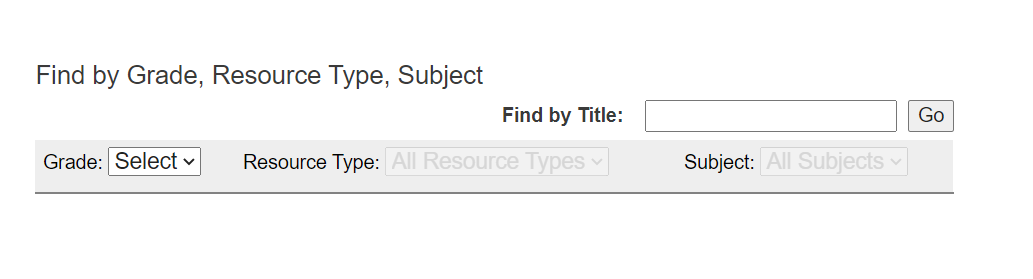 Find by Grade, Resource Type, Subject
Find by Title: Go
Grade: Select Resource Type: All Resource Types Subject: All Subjects